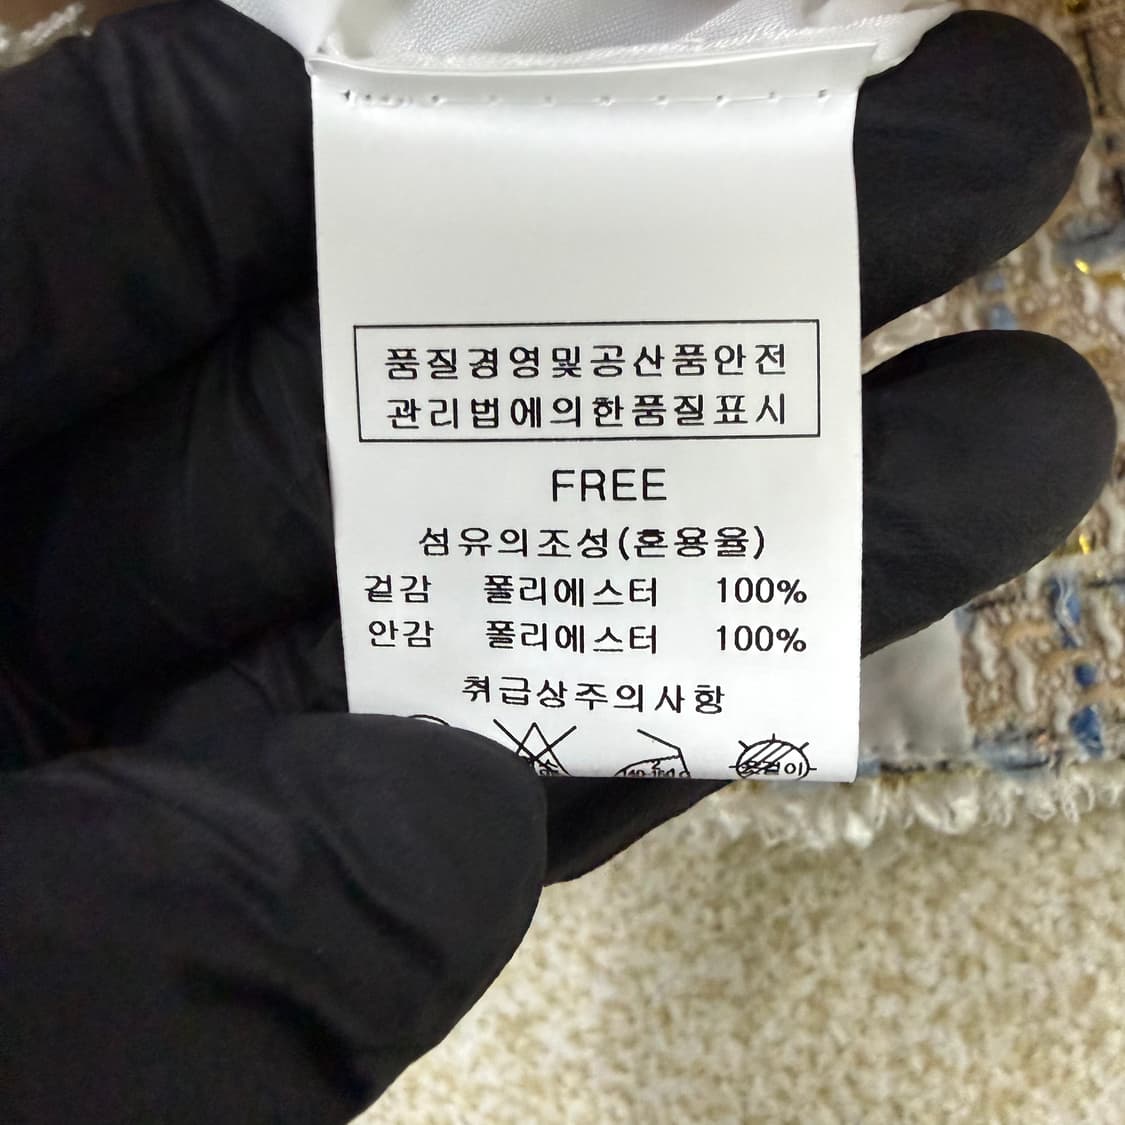 품질경영및공산품안전
관리법에의한품질표시
FREE
섬유의조성(혼용율)
겉감 폴리에스터 100%
안감 폴리에스터 100%
취급상주의사항